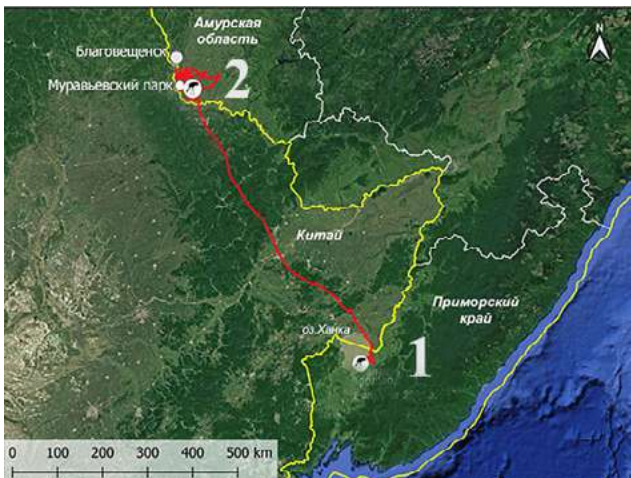 Амурская
область
N
Благовещенск
Муравьевский парк
2
Китай
Приморский
край
оз.Ханка
1
0 100 200 300 400 500 km